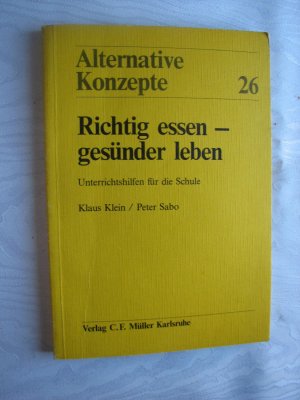 Alternative
Konzepte 26
Richtig essen –
gesünder leben
Unterrichtshilfen für die Schule
Klaus Klein / Peter Sabo
Verlag C. F. Müller Karlsruhe